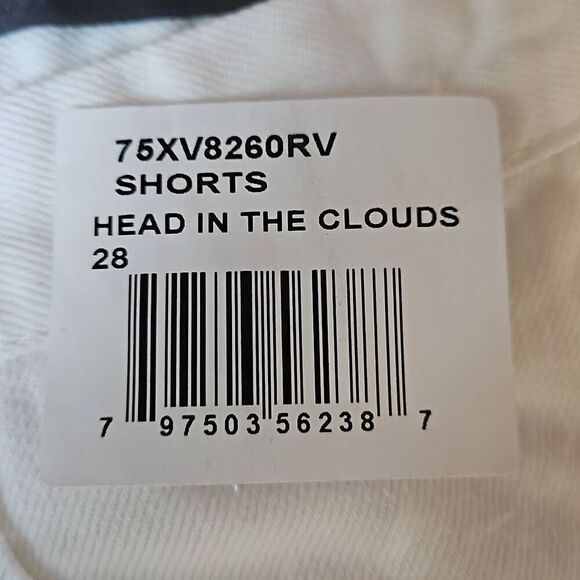 75XV8260RV
SHORTS
HEAD IN THE CLOUDS
28
7 97503 56238 7